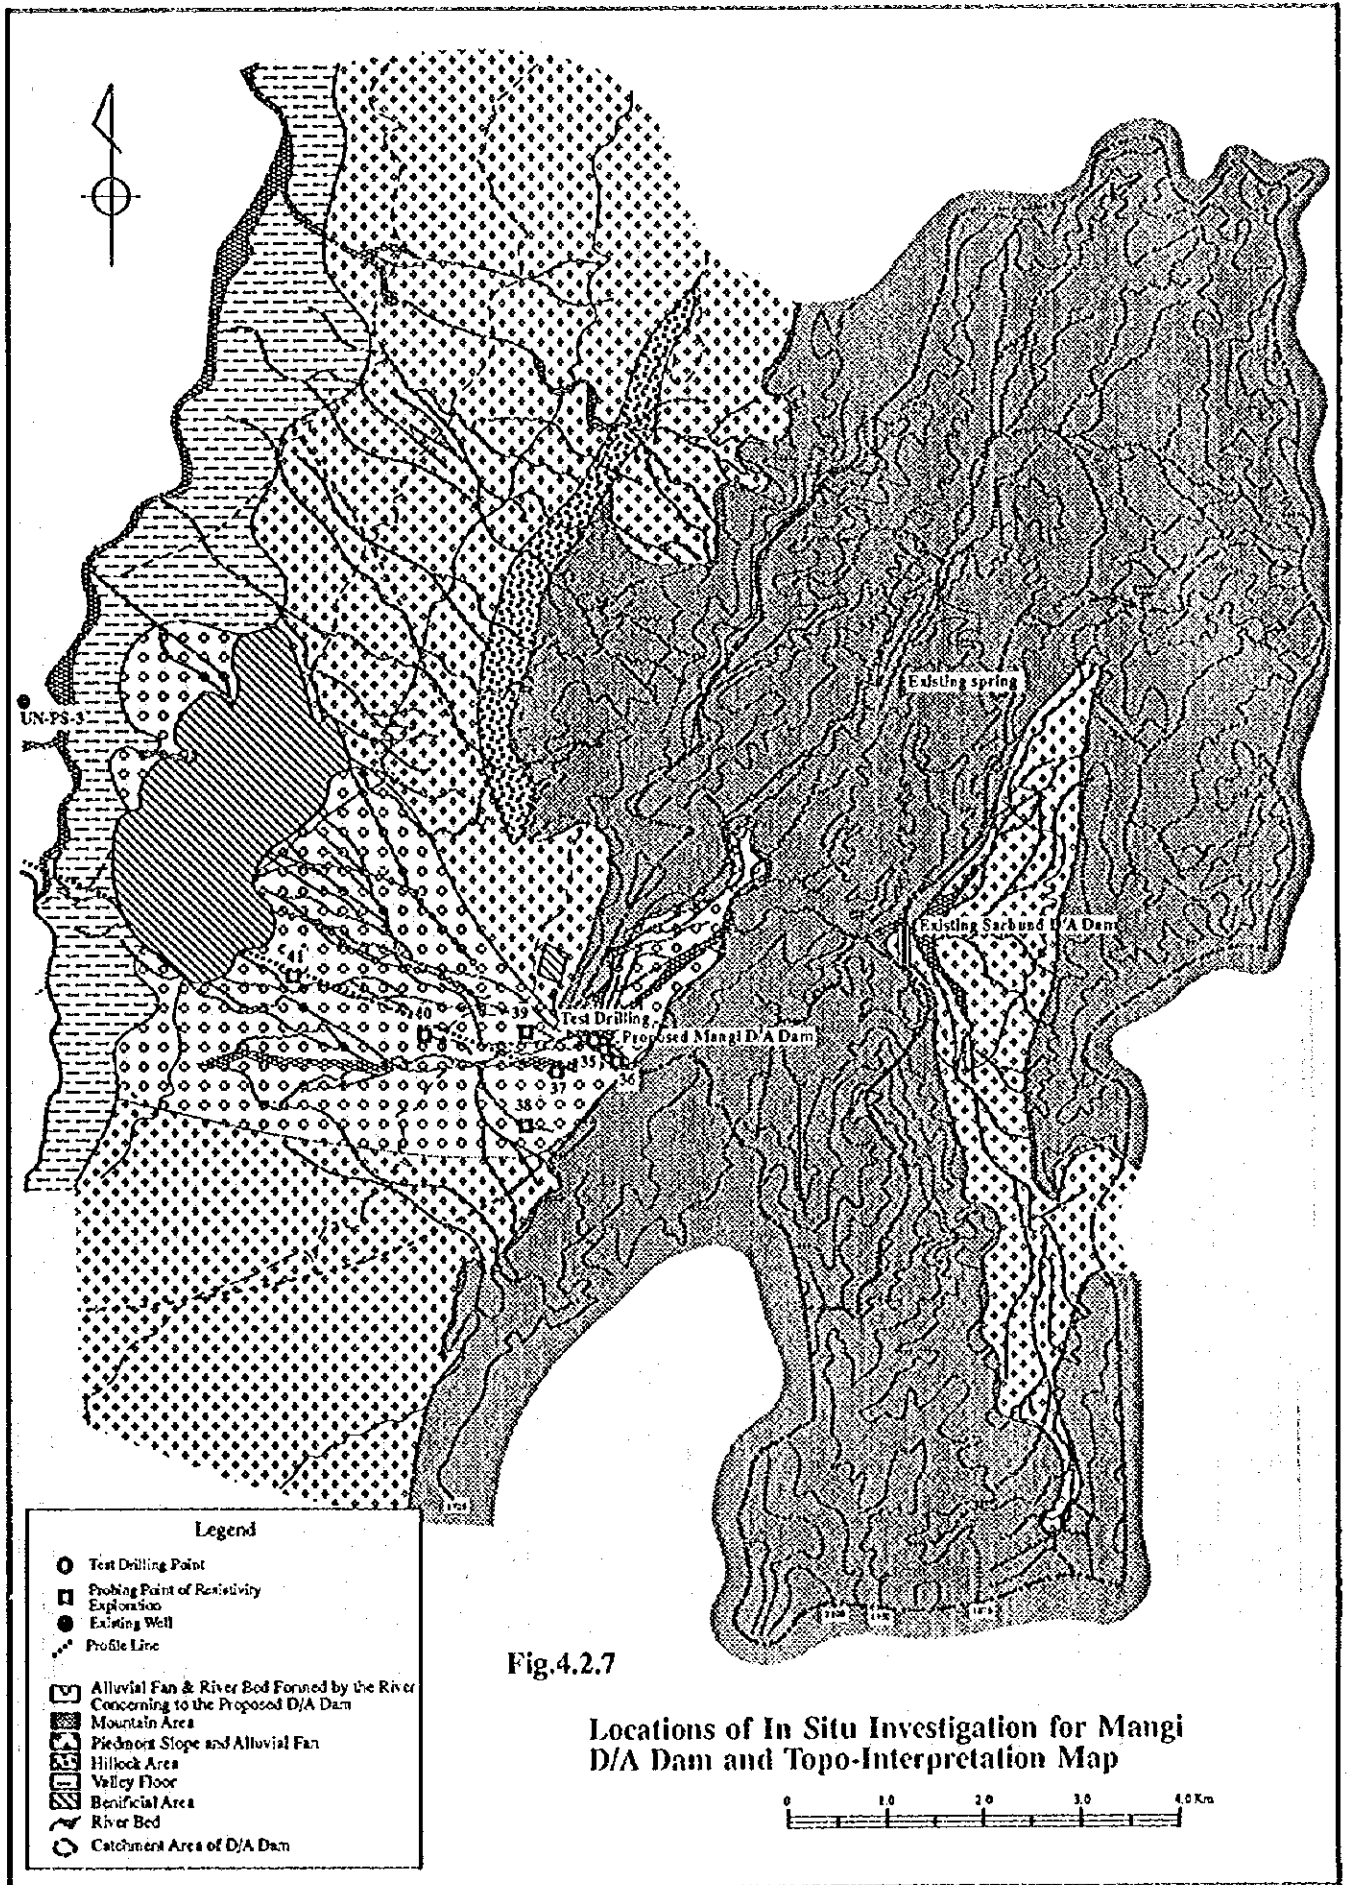 Existing spring
UN-PS-3
Existing Sarbund D/A Dam
41
40
39
Test Drilling
Proposed Mangi D/A Dam
35
36
37
38
Legend
Test Drilling Point
Probing Point of Resistivity
Exploration
Existing Well
Profile Line
Alluvial Fan & River Bed Formed by the River
Concerning to the Proposed D/A Dam
Mountain Area
Piedmont Slope and Alluvial Fan
Hillock Area
Valley Floor
Benificial Area
River Bed
Catchment Area of D/A Dam
Fig.4.2.7
Locations of In Situ Investigation for Mangi
D/A Dam and Topo-Interpretation Map
0 1.0 2.0 3.0 4.0 Km